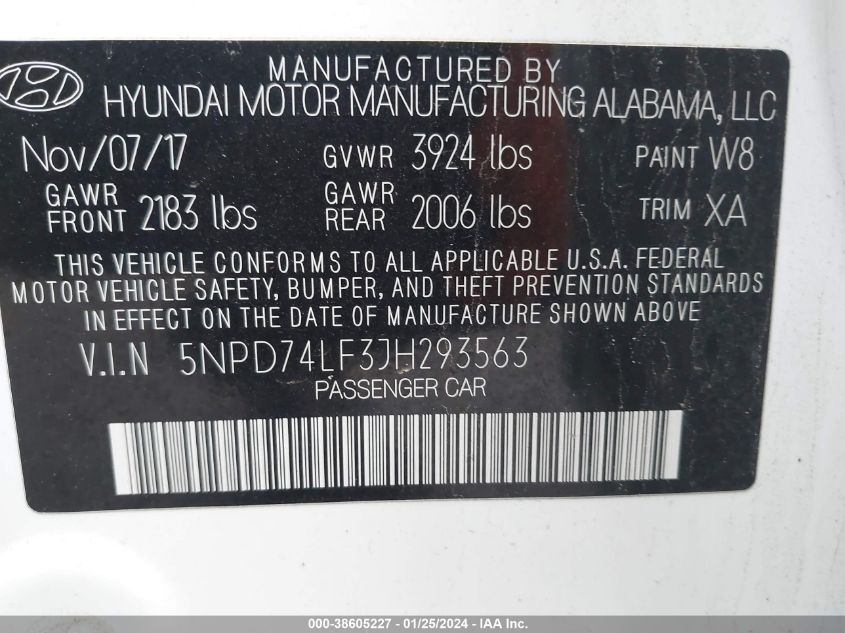 MANUFACTURED BY
HYUNDAI MOTOR MANUFACTURING ALABAMA, LLC
Nov/07/17 GVWR 3924 lbs PAINT W8
GAWR FRONT 2183 lbs GAWR REAR 2006 lbs TRIM XA
THIS VEHICLE CONFORMS TO ALL APPLICABLE U.S.A. FEDERAL
MOTOR VEHICLE SAFETY, BUMPER, AND THEFT PREVENTION STANDARDS
IN EFFECT ON THE DATE OF MANUFACTURE SHOWN ABOVE
V.I.N 5NPD74LF3JH293563
PASSENGER CAR
000-38605227 - 01/25/2024 - IAAI.COM